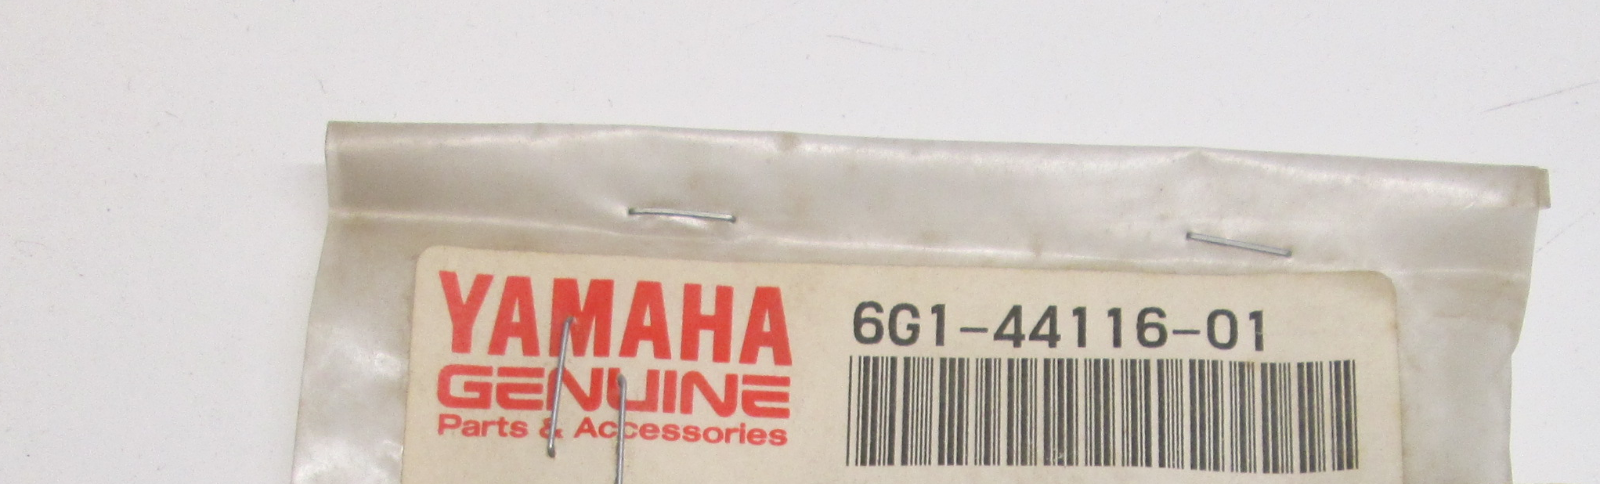 YAMAHA
GENUINE
Parts & Accessories
6G1-44116-01